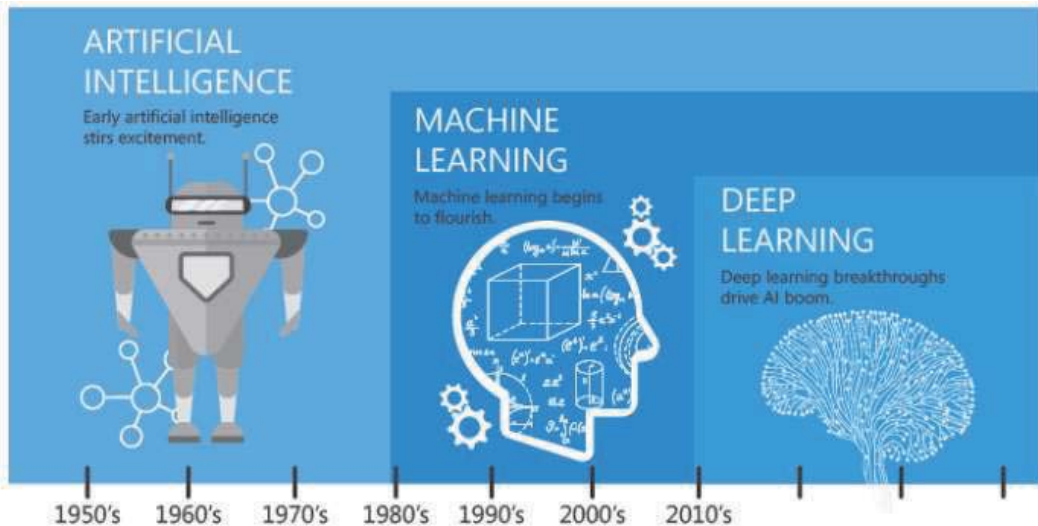 ARTIFICIAL
INTELLIGENCE
Early artificial intelligence
stirs excitement.
MACHINE
LEARNING
Machine learning begins
to flourish.
DEEP
LEARNING
Deep learning breakthroughs
drive AI boom.
1950's 1960's 1970's 1980's 1990's 2000's 2010's